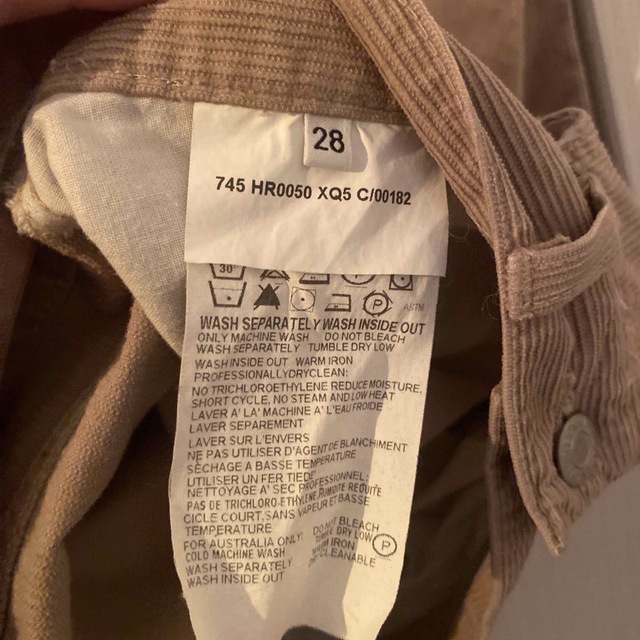 28
745 HR0050 XQ5 C/00182
30°
P
ASTM
WASH SEPARATELY WASH INSIDE OUT
ONLY MACHINE WASH DO NOT BLEACH
WASH SEPARATELY TUMBLE DRY LOW
WASH INSIDE OUT WARM IRON
PROFESSIONALLYDRYCLEAN:
NO TRICHLOROETHYLENE REDUCE MOISTURE,
SHORT CYCLE, NO STEAM AND LOW HEAT
LAVER A' LA' MACHINE A' L'EAU FROIDE
LAVER SEPAREMENT
LAVER SUR L'ENVERS
NE PAS UTILISER D'AGENT DE BLANCHIMENT
SÈCHAGE A BASSE TEMPERATURE
UTILISER UN FER TIEDE
NETTOYAGE A' SEC PROFESSIONNEL:
PAS DE TRICHLORO-ETHYLENE, HUMIDITE REDUITE
CICLE COURT, SANS VAPEUR ET BASSE
TEMPERATURE
FOR AUSTRALIA ONLY: DO NOT BLEACH
COLD MACHINE WASH TUMBLE DRY LOW P
WASH SEPARATELY WARM IRON
WASH INSIDE OUT DRYCLEANABLE